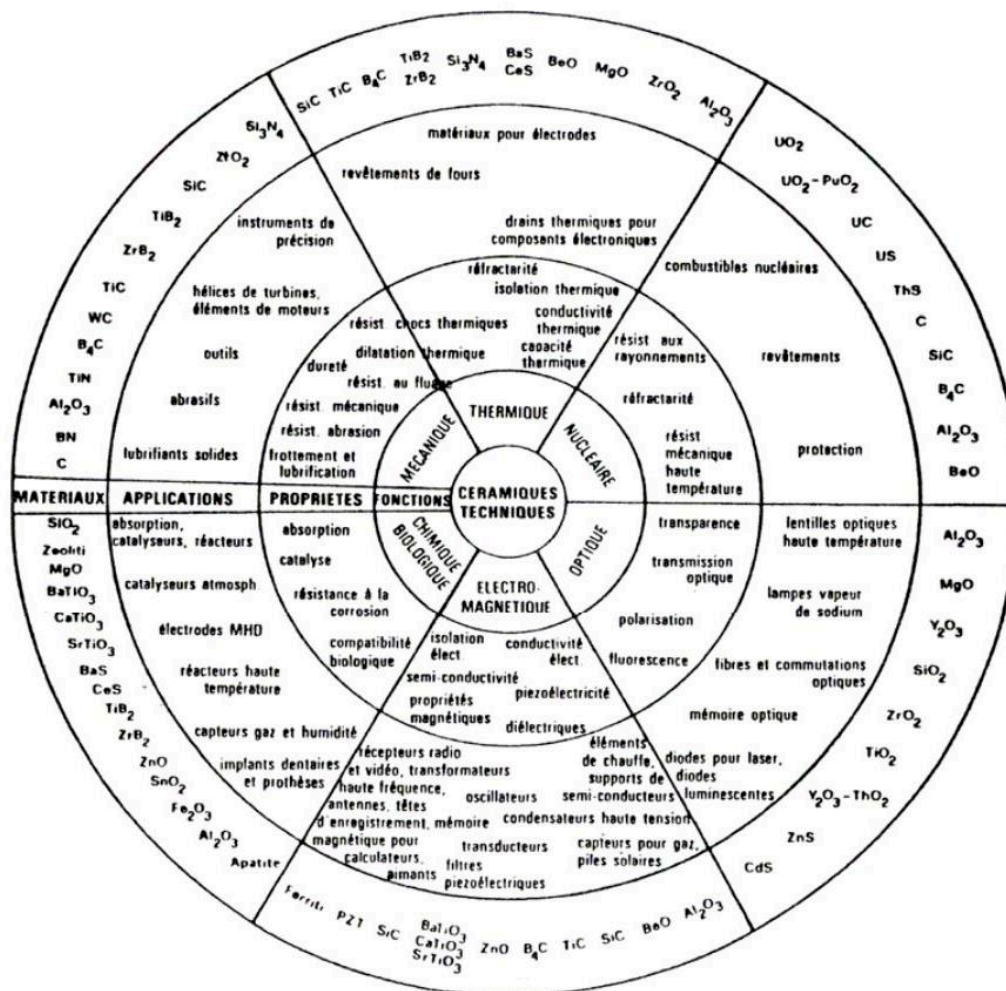 CERAMIQUES
TECHNIQUES
MATERIAUX
APPLICATIONS
PROPRIETES
FONCTIONS
THERMIQUE
SiC
TiC
B4C
TiB2
ZrB2
Si3N4
BaS
CeS
BeO
MgO
ZrO2
Al2O3
matériaux pour électrodes
revêtements de fours
drains thermiques pour
composants électroniques
réfractarité
isolation thermique
résist. chocs thermiques
conductivité
thermique
dilatation thermique
capacité
thermique
NUCLEAIRE
UO2
UO2-PuO2
UC
US
ThS
C
SiC
B4C
Al2O3
BeO
combustibles nucléaires
revêtements
protection
résist aux
rayonnements
réfractarité
résist
mécanique
haute
température
OPTIQUE
Al2O3
MgO
Y2O3
SiO2
ZrO2
TiO2
Y2O3-ThO2
ZnS
CdS
lentilles optiques
haute température
lampes vapeur
de sodium
fibres et commutations
optiques
mémoire optique
diodes pour laser,
diodes
luminescentes
transparence
transmission
optique
polarisation
fluorescence
ELECTRO-
MAGNETIQUE
isolation
élect.
conductivité
élect.
semi-conductivité
piezoélectricité
propriétés
magnétiques
diélectriques
récepteurs radio
et vidéo, transformateurs
haute fréquence,
antennes, têtes
d'enregistrement, mémoire
magnétique pour
calculateurs,
aimants
oscillateurs
éléments
de chauffe,
supports de
semi-conducteurs
condensateurs haute tension
transducteurs
capteurs pour gaz,
piles solaires
filtres
piezoélectriques
Ferriti
PZT
SiC
BaTiO3
CaTiO3
SrTiO3
ZnO
B4C
TiC
SiC
BeO
Al2O3
CHIMIQUE
BIOLOGIQUE
absorption
catalyse
résistance à la
corrosion
compatibilité
biologique
absorption,
catalyseurs, réacteurs
catalyseurs atmosph.
électrodes MHD
réacteurs haute
température
capteurs gaz et humidité
implants dentaires
et prothèses
SiO2
Zeoliti
MgO
BaTiO3
CaTiO3
SrTiO3
BaS
CeS
TiB2
ZrB2
ZnO
SnO2
Fe2O3
Al2O3
Apatite
MECANIQUE
dureté
résist. au fluage
résist. mécanique
résist. abrasion
frottement et
lubrification
instruments de
précision
hélices de turbines,
éléments de moteurs
outils
abrasifs
lubrifiants solides
Si3N4
ZrO2
SiC
TiB2
ZrB2
TiC
WC
B4C
TiN
Al2O3
BN
C